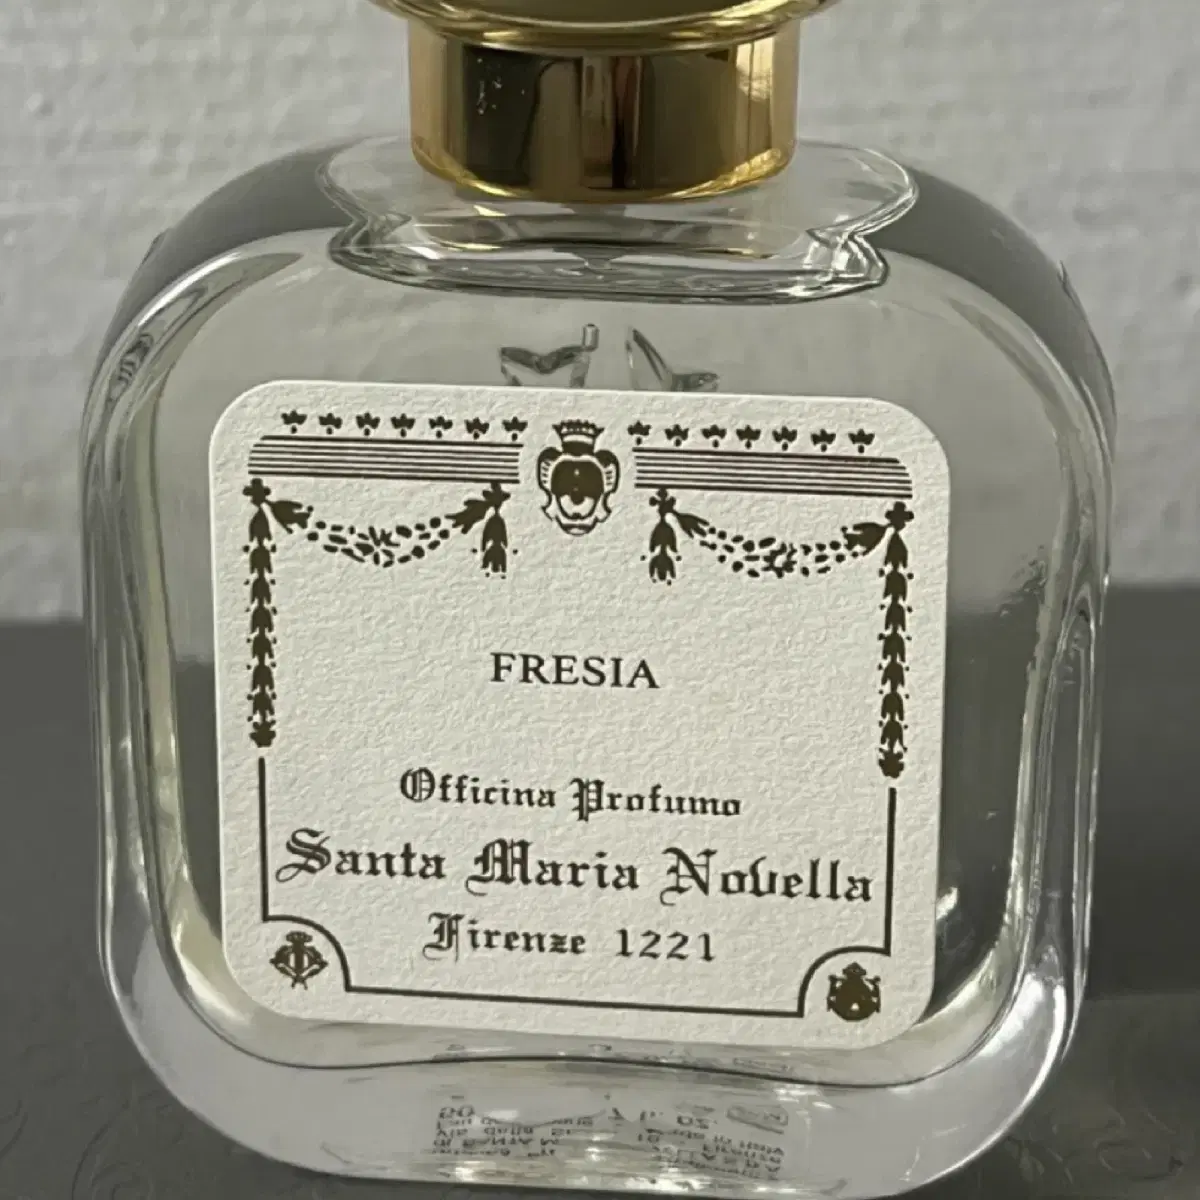 FRESIA
Officina Profumo
Santa Maria Novella
Firenze 1221